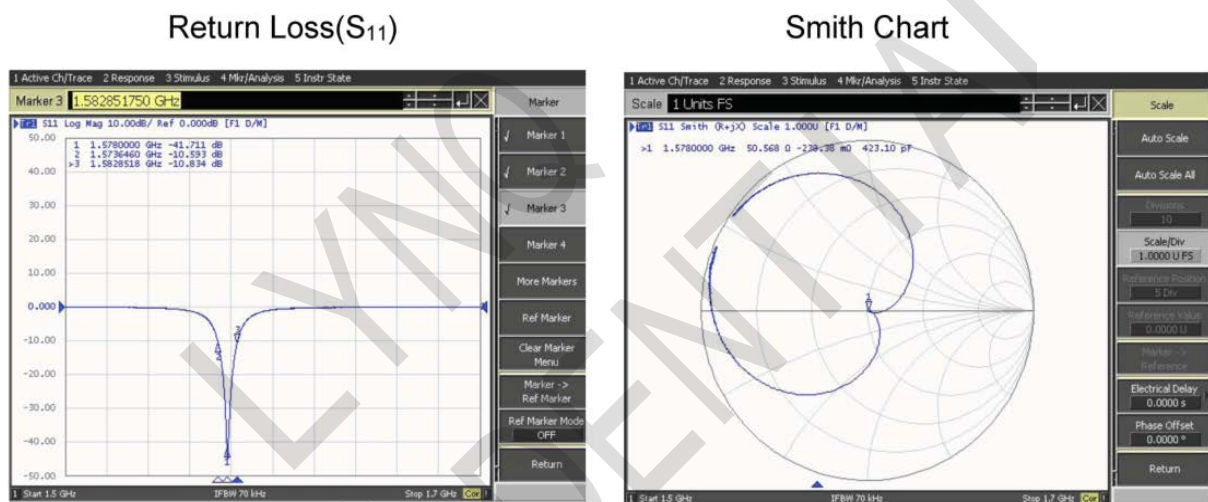 Return Loss(S₁₁)
1 Active Ch/Trace 2 Response 3 Stimulus 4 Mkr/Analysis 5 Instr State
Marker 3 1.582851750 GHz
Tr1 S11 Log Mag 10.00dB/ Ref 0.000dB [F1 D/M]
50.00
1 1.5780000 GHz -41.711 dB
2 1.5736460 GHz -10.593 dB
>3 1.5828518 GHz -10.834 dB
40.00
30.00
20.00
10.00
0.000
-10.00
-20.00
-30.00
-40.00
-50.00
3
2
1
1 Start 1.5 GHz IFBW 70 kHz Stop 1.7 GHz Cor !
Marker
√ Marker 1
√ Marker 2
√ Marker 3
Marker 4
More Markers
Ref Marker
Clear Marker
Menu
Marker ->
Ref Marker
Ref Marker Mode
OFF
Return
Smith Chart
1 Active Ch/Trace 2 Response 3 Stimulus 4 Mkr/Analysis 5 Instr State
Scale 1 Units FS
Tr1 S11 Smith (R+jX) Scale 1.000U [F1 D/M]
>1 1.5780000 GHz 50.568 Ω -238.38 mΩ 423.10 pF
1
1 Start 1.5 GHz IFBW 70 kHz Stop 1.7 GHz Cor
Scale
Auto Scale
Auto Scale All
Divisions
10
Scale/Div
1.0000 U FS
Reference Position
5 Div
Reference Value
0.0000 U
Marker ->
Reference
Electrical Delay
0.0000 s
Phase Offset
0.0000 °
Return